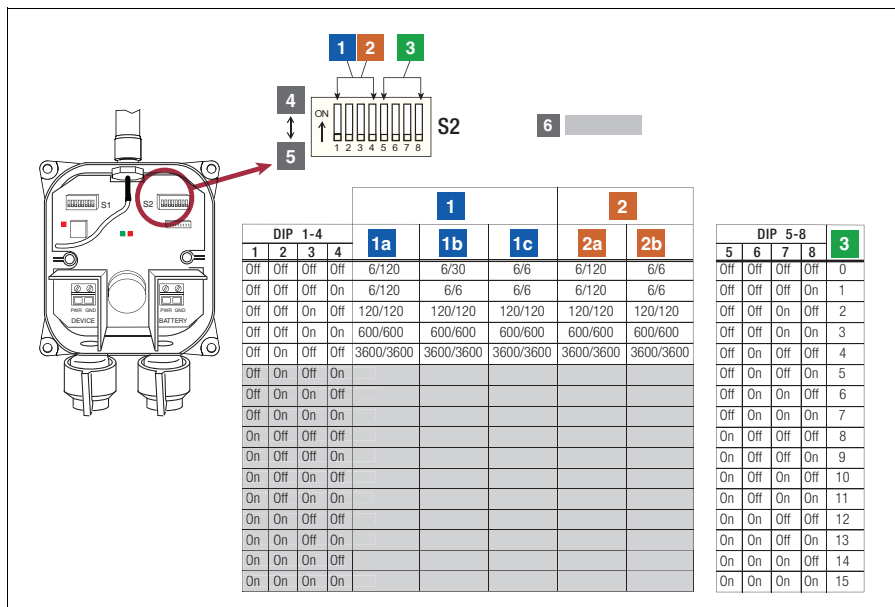 1 2 3
4
ON
S2
6
5
1 2 3 4 5 6 7 8
S1
S2
PWR GND
PWR GND
DEVICE
BATTERY
1 2
DIP 1-4
1 2 3 4 1a 1b 1c 2a 2b
Off Off Off Off 6/120 6/30 6/6 6/120 6/6
Off Off Off On 6/120 6/6 6/6 6/120 6/6
Off Off On On 120/120 120/120 120/120 120/120 120/120
Off Off On On 600/600 600/600 600/600 600/600 600/600
Off On Off Off 3600/3600 3600/3600 3600/3600 3600/3600 3600/3600
Off On Off On
Off On On Off
Off On On On
On Off Off Off
On Off Off On
On Off On Off
On Off On On
On On Off Off
On On Off On
On On On Off
On On On On
DIP 5-8 3
5 6 7 8
Off Off Off Off 0
Off Off Off On 1
Off Off On Off 2
Off Off On On 3
Off On Off Off 4
Off On Off On 5
Off On On Off 6
Off On On On 7
On Off Off Off 8
On Off Off On 9
On Off On Off 10
On Off On On 11
On On Off Off 12
On On Off On 13
On On On Off 14
On On On On 15